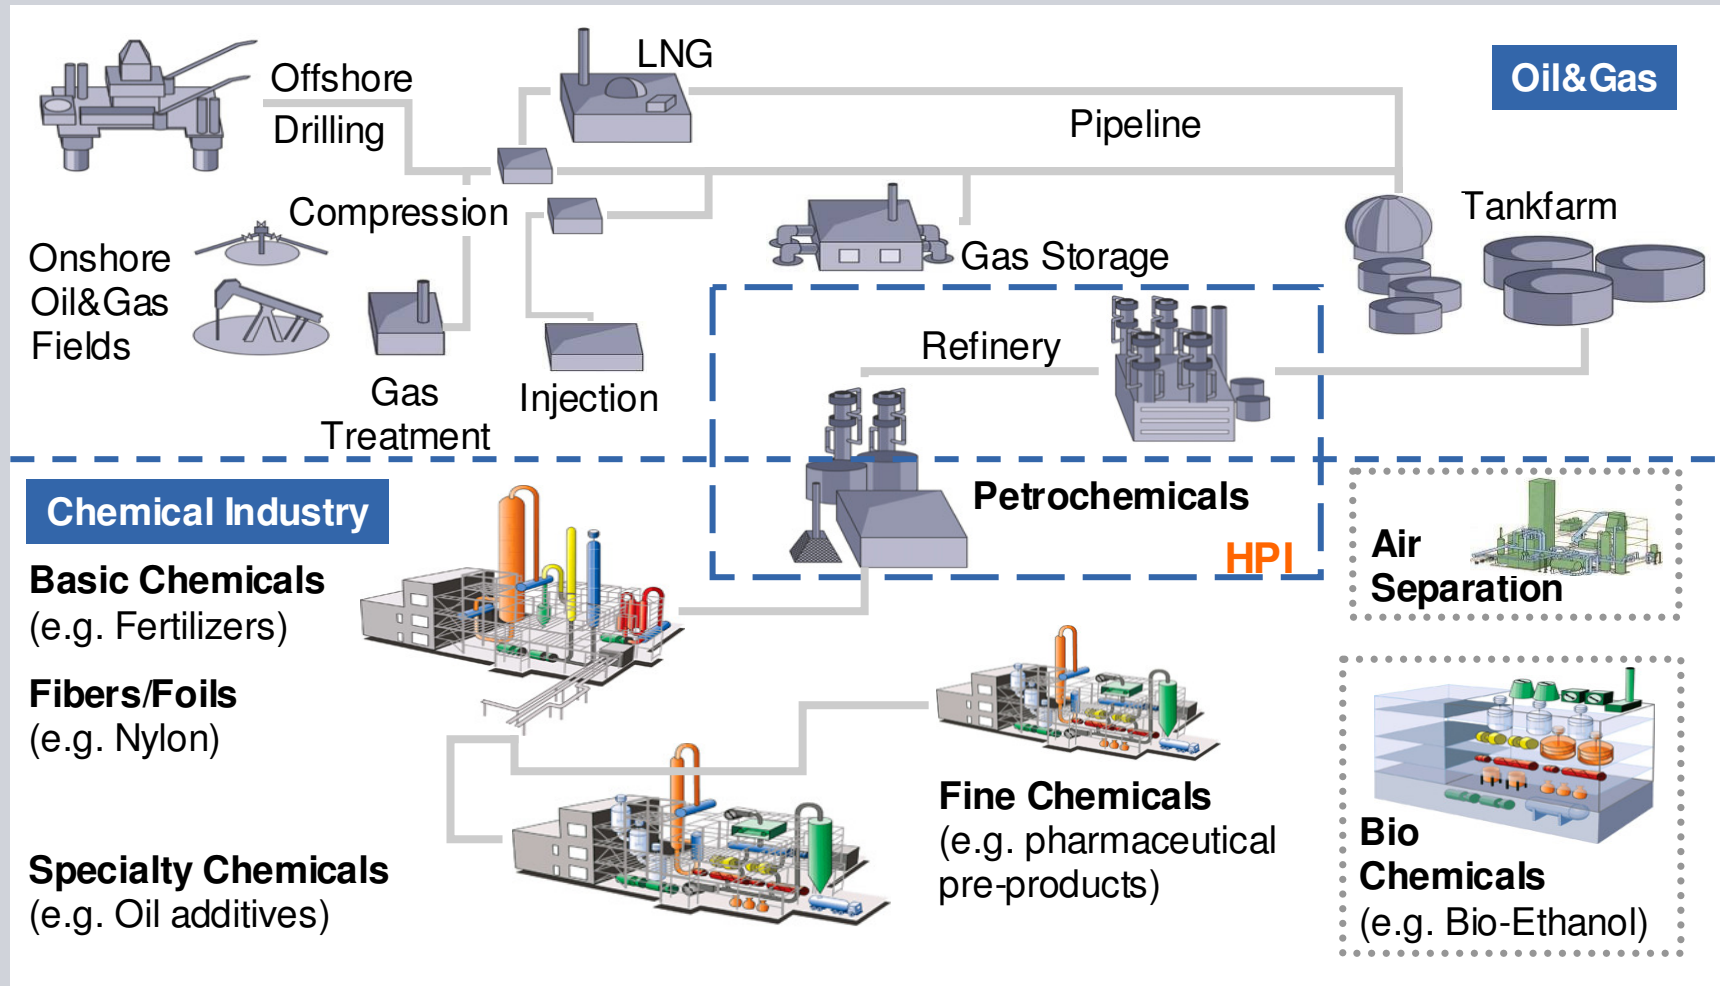 Offshore
Drilling
LNG
Pipeline
Oil&Gas
Compression
Onshore
Oil&Gas
Fields
Gas Storage
Tankfarm
Gas
Treatment
Injection
Refinery
Petrochemicals
HPI
Chemical Industry
Basic Chemicals
(e.g. Fertilizers)
Fibers/Foils
(e.g. Nylon)
Specialty Chemicals
(e.g. Oil additives)
Fine Chemicals
(e.g. pharmaceutical
pre-products)
Air
Separation
Bio
Chemicals
(e.g. Bio-Ethanol)